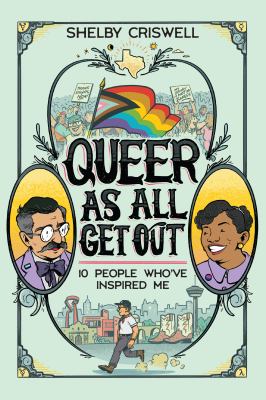 SHELBY CRISWELL
QUEER
AS ALL
GET OUT
10 PEOPLE WHO'VE
INSPIRED ME